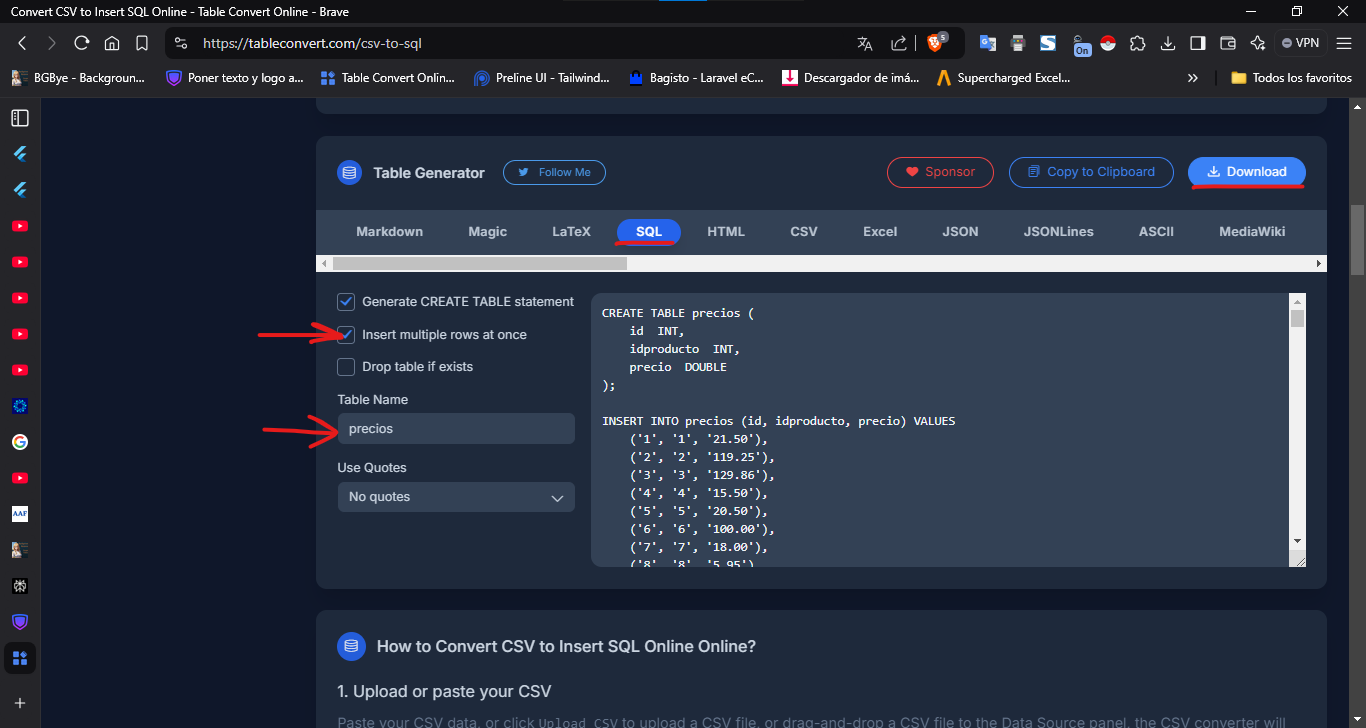 Convert CSV to Insert SQL Online - Table Convert Online - Brave
https://tableconvert.com/csv-to-sql
5
On
VPN
BGBye - Backgroun...
Poner texto y logo a...
Table Convert Onlin...
Preline UI - Tailwind...
Bagisto - Laravel eC...
Descargador de imá...
Supercharged Excel...
»
Todos los favoritos
Table Generator
Follow Me
Sponsor
Copy to Clipboard
Download
Markdown
Magic
LaTeX
SQL
HTML
CSV
Excel
JSON
JSONLines
ASCII
MediaWiki
Generate CREATE TABLE statement
Insert multiple rows at once
Drop table if exists
Table Name
precios
Use Quotes
No quotes
CREATE TABLE precios (
id INT,
idproducto INT,
precio DOUBLE
);
INSERT INTO precios (id, idproducto, precio) VALUES
('1', '1', '21.50'),
('2', '2', '119.25'),
('3', '3', '129.86'),
('4', '4', '15.50'),
('5', '5', '20.50'),
('6', '6', '100.00'),
('7', '7', '18.00'),
('8', '8', '5.95')
AAF
How to Convert CSV to Insert SQL Online Online?
1. Upload or paste your CSV
Paste your CSV data, or click Upload CSV to upload a CSV file, or drag-and-drop a CSV file to the Data Source panel, the CSV converter will